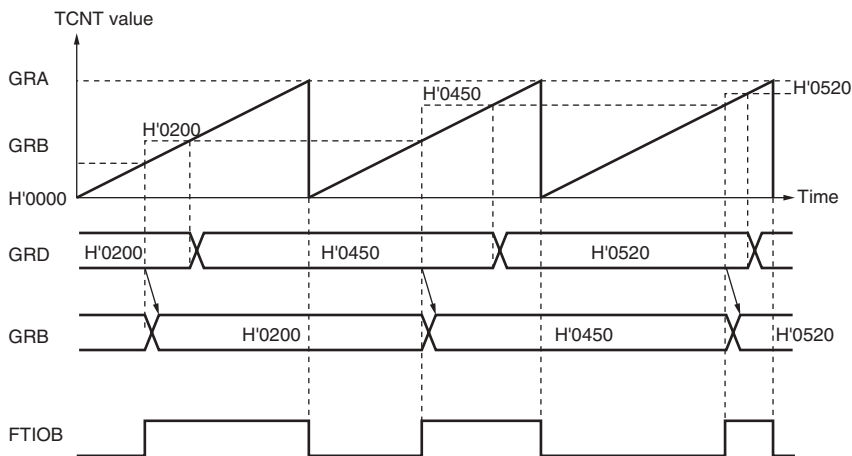 TCNT value
GRA
H'0450
H'0520
H'0200
GRB
H'0000
Time
GRD
H'0200
H'0450
H'0520
GRB
H'0200
H'0450
H'0520
FTIOB